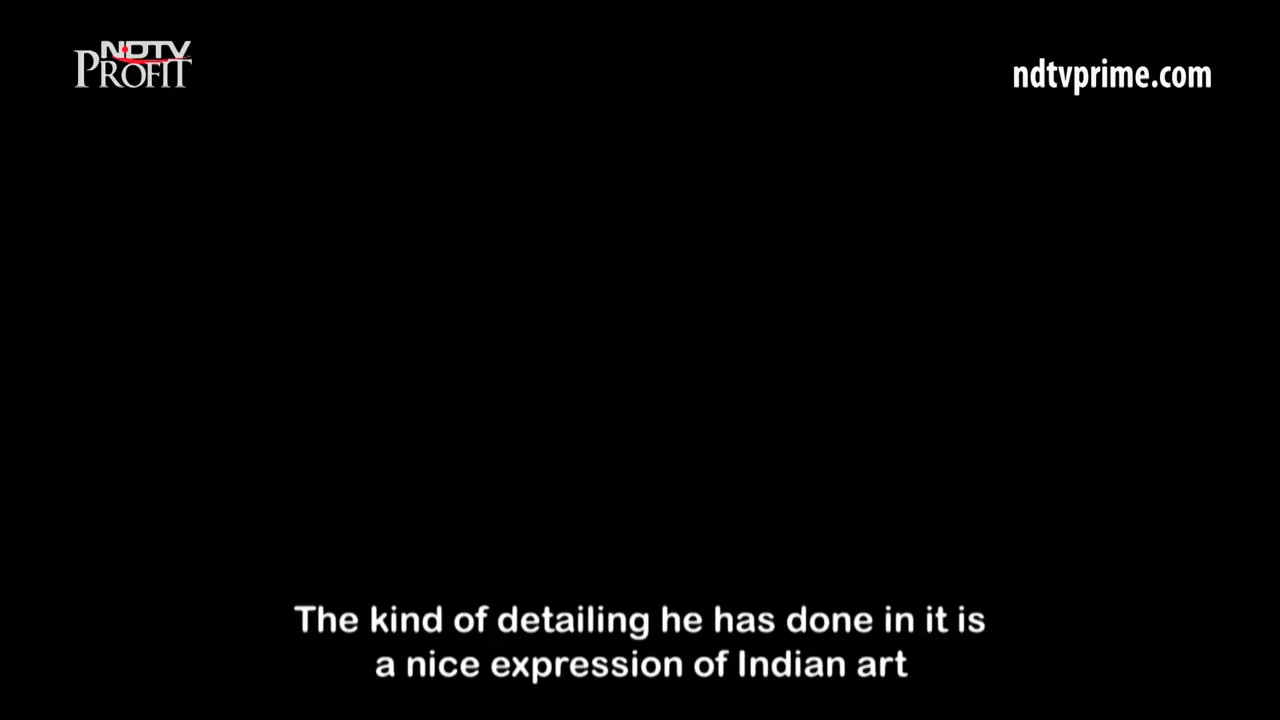 NDTV
PROFIT
ndtvprime.com
The kind of detailing he has done in it is
a nice expression of Indian art